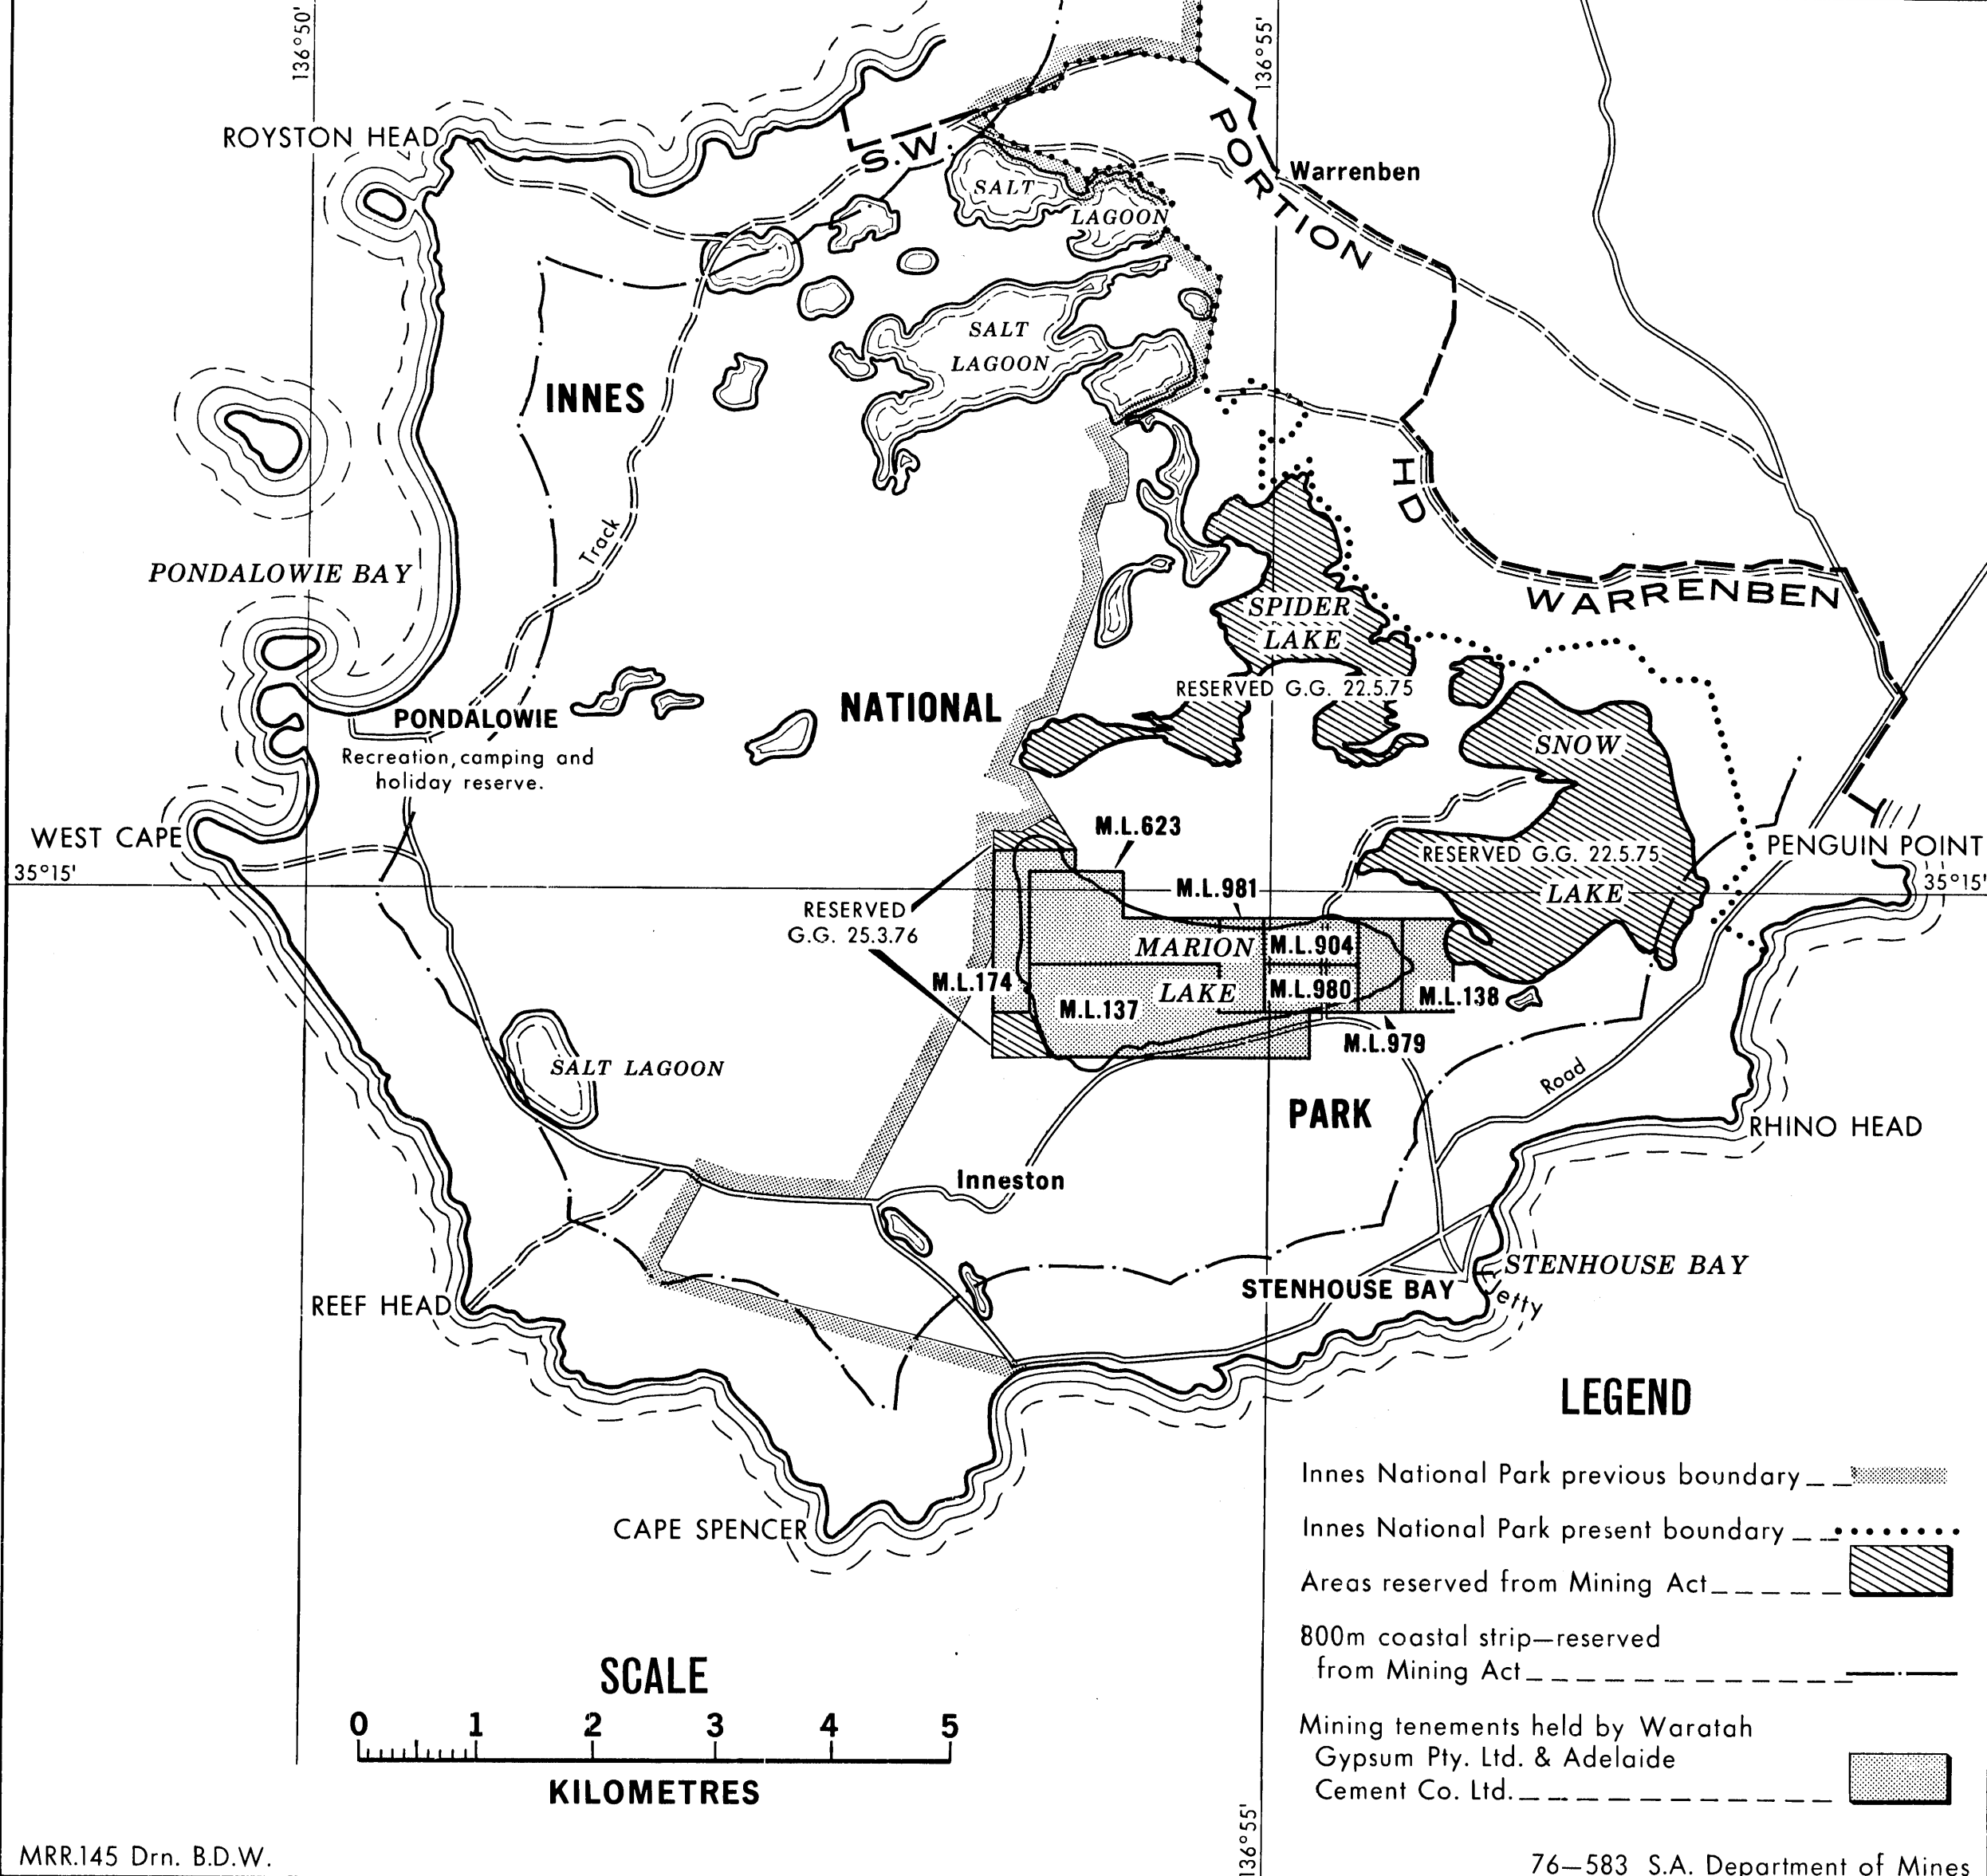 136°50'
136°55'
ROYSTON HEAD
S.W.
PORTION
Warrenben
SALT
LAGOON
SALT
LAGOON
INNES
HD
Track
PONDALOWIE BAY
WARRENBEN
SPIDER
LAKE
RESERVED G.G. 22.5.75
NATIONAL
PONDALOWIE
Recreation, camping and
holiday reserve.
SNOW
WEST CAPE
M.L.623
PENGUIN POINT
RESERVED G.G. 22.5.75
35°15'
35°15'
M.L.981
LAKE
RESERVED
G.G. 25.3.76
MARION
M.L.904
M.L.174
LAKE
M.L.980
M.L.138
M.L.137
M.L.979
SALT LAGOON
Road
PARK
RHINO HEAD
Inneston
STENHOUSE BAY
STENHOUSE BAY
Jetty
REEF HEAD
CAPE SPENCER
LEGEND
Innes National Park previous boundary
Innes National Park present boundary
Areas reserved from Mining Act
800m coastal strip—reserved
from Mining Act
Mining tenements held by Waratah
Gypsum Pty. Ltd. & Adelaide
Cement Co. Ltd.
SCALE
0 1 2 3 4 5
KILOMETRES
136°55'
MRR.145 Drn. B.D.W.
76—583 S.A. Department of Mines